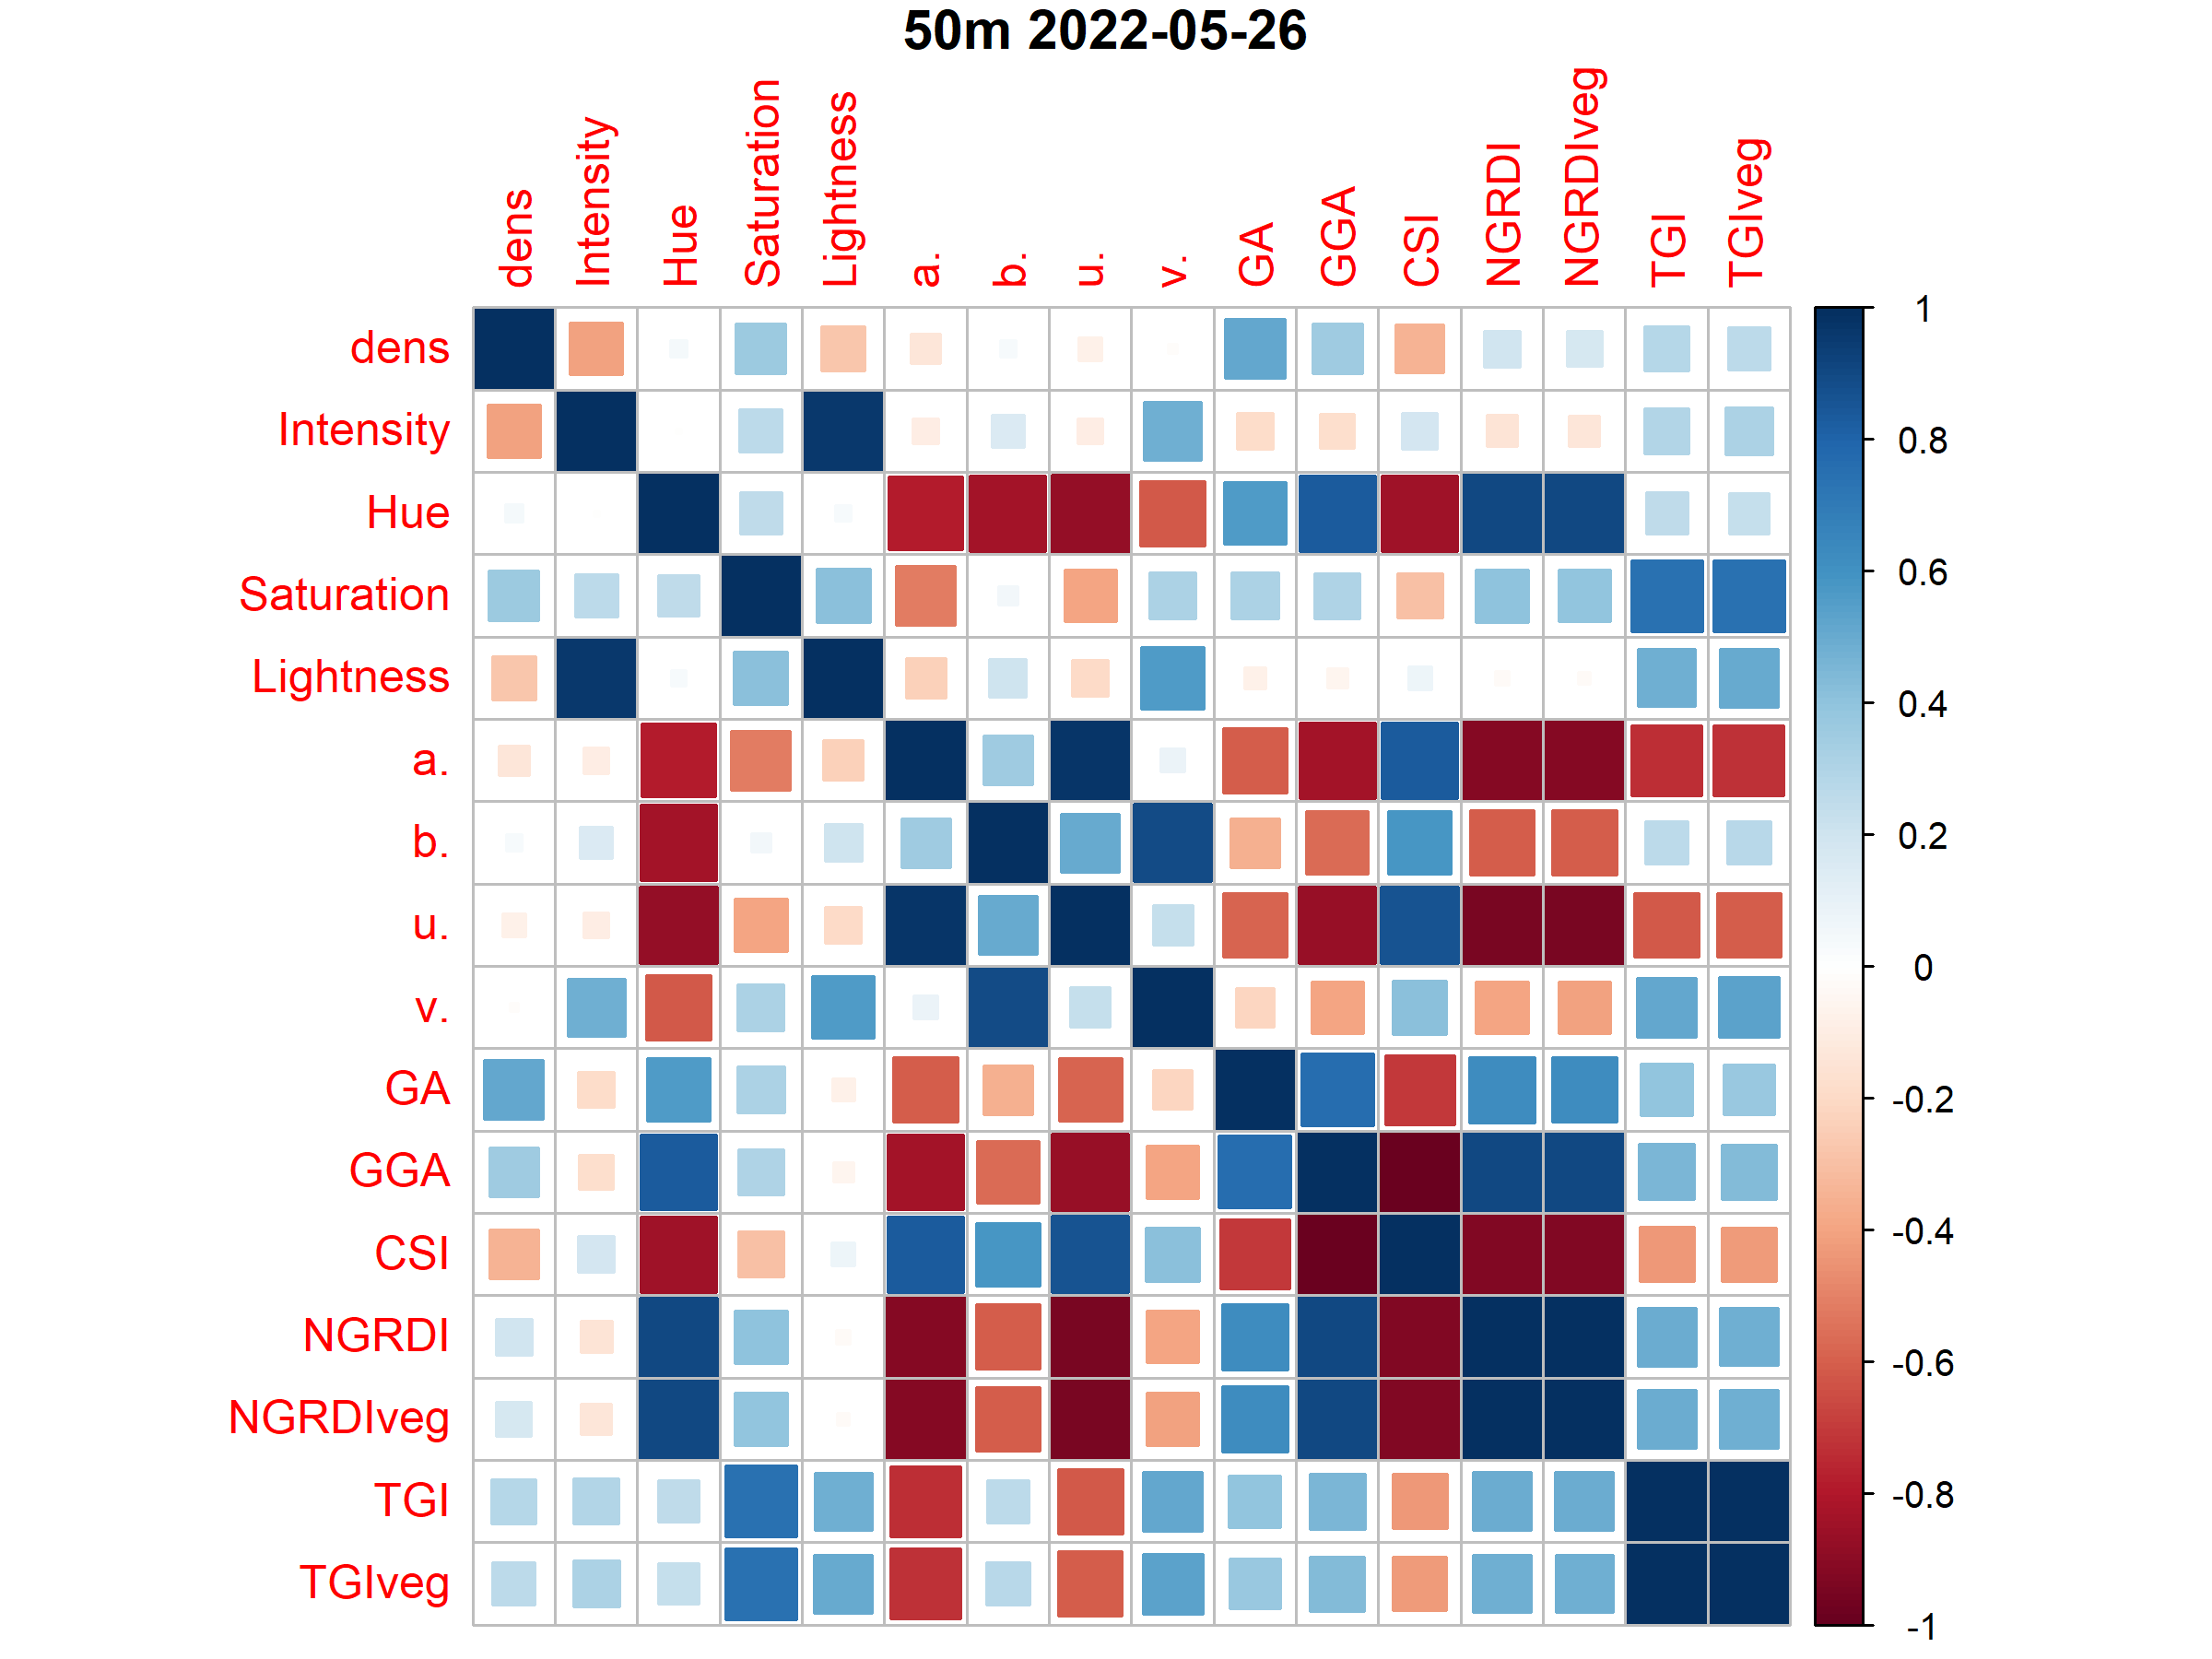 50m 2022-05-26
dens
Intensity
Hue
Saturation
Lightness
a.
b.
u.
v.
GA
GGA
CSI
NGRDI
NGRDIveg
TGI
TGIveg
dens
Intensity
Hue
Saturation
Lightness
a.
b.
u.
v.
GA
GGA
CSI
NGRDI
NGRDIveg
TGI
TGIveg
1
0.8
0.6
0.4
0.2
0
-0.2
-0.4
-0.6
-0.8
-1